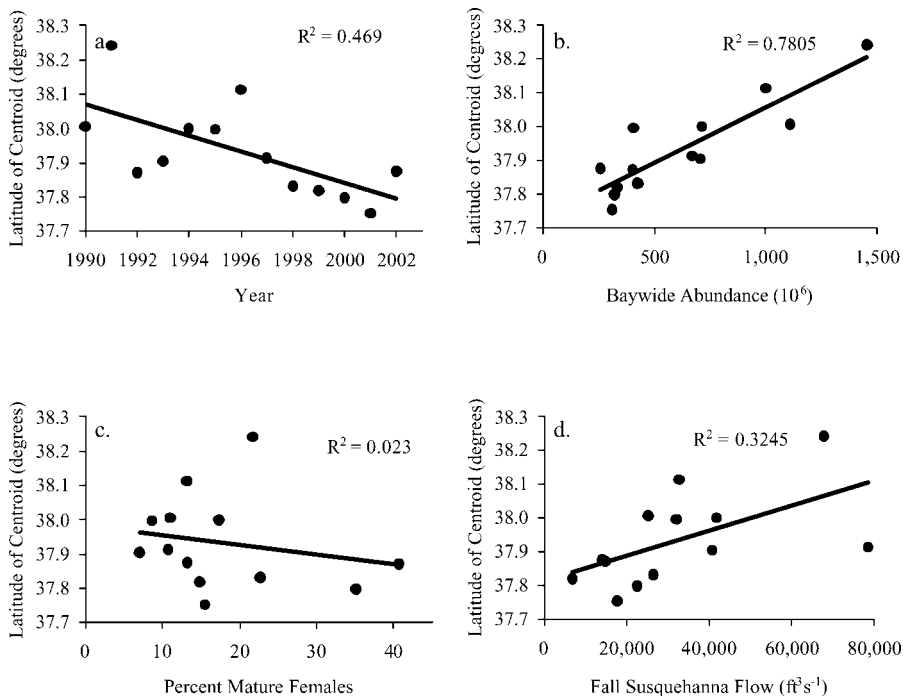 a.
R² = 0.469
Latitude of Centroid (degrees)
38.3
38.2
38.1
38.0
37.9
37.8
37.7
1990 1992 1994 1996 1998 2000 2002
Year
b.
R² = 0.7805
Latitude of Centroid (degrees)
38.3
38.2
38.1
38.0
37.9
37.8
37.7
0 500 1,000 1,500
Baywide Abundance (10⁶)
c.
R² = 0.023
Latitude of Centroid (degrees)
38.3
38.2
38.1
38.0
37.9
37.8
37.7
0 10 20 30 40
Percent Mature Females
d.
R² = 0.3245
Latitude of Centroid (degrees)
38.3
38.2
38.1
38.0
37.9
37.8
37.7
0 20,000 40,000 60,000 80,000
Fall Susquehanna Flow (ft³s⁻¹)